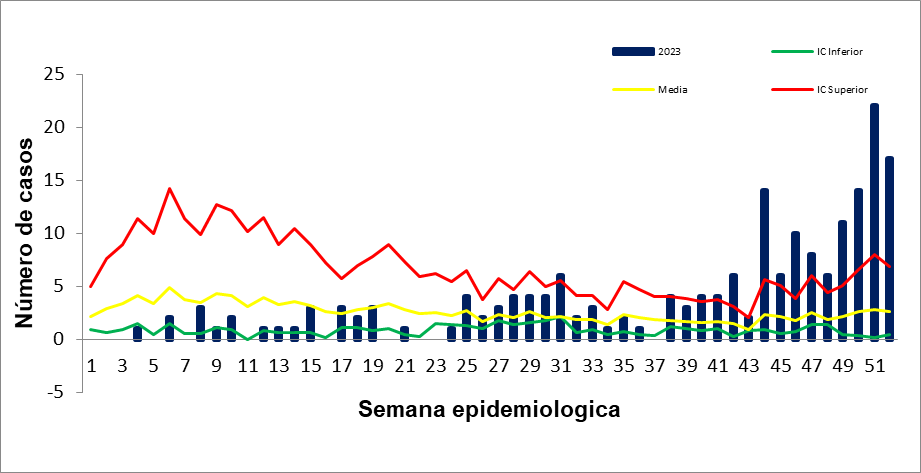 2023
IC Inferior
Media
IC Superior
25
20
15
10
5
0
-5
Número de casos
1 3 5 7 9 11 13 15 17 19 21 23 25 27 29 31 33 35 37 39 41 43 45 47 49 51
Semana epidemiologica